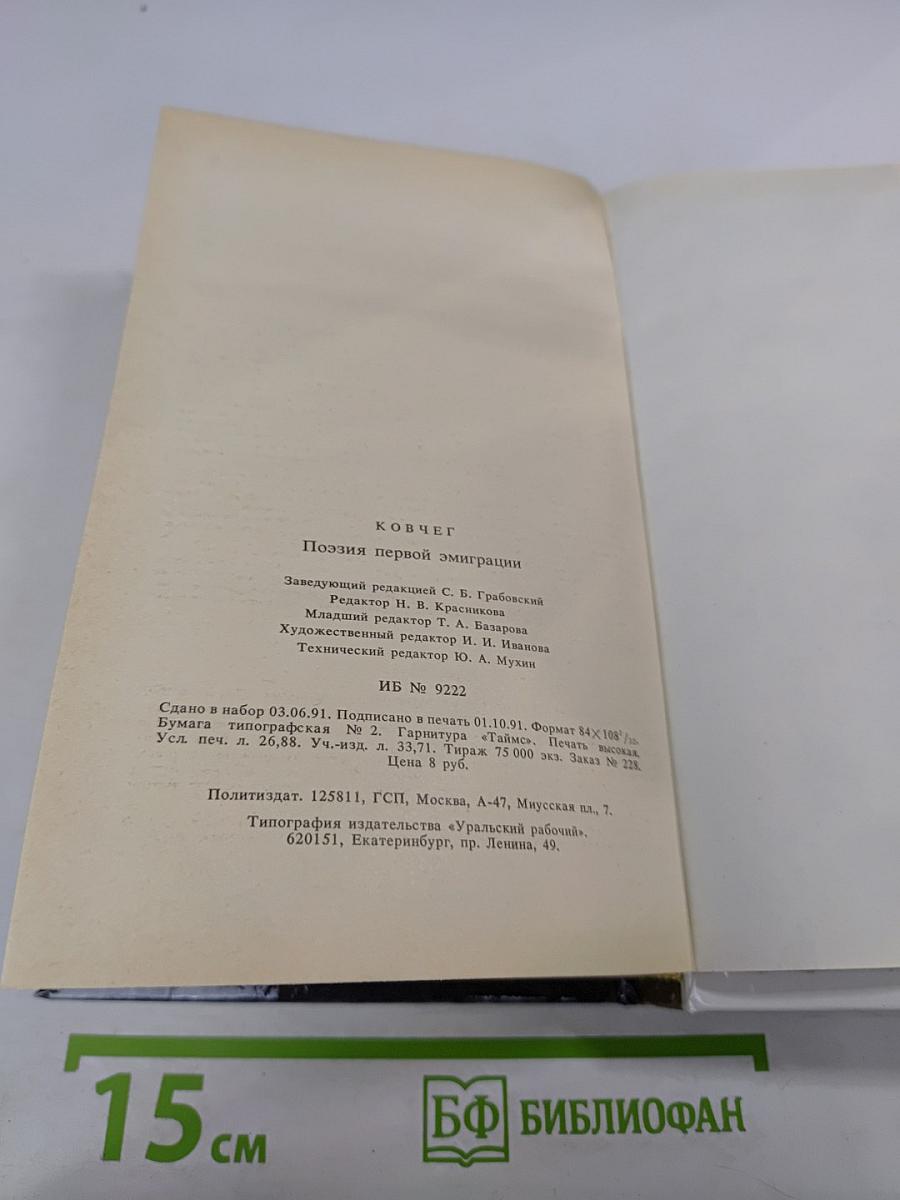 КОВЧЕГ
Поэзия первой эмиграции
Заведующий редакцией С. Б. Грабовский
Редактор Н. В. Красникова
Младший редактор Т. А. Базарова
Художественный редактор И. И. Иванова
Технический редактор Ю. А. Мухин
ИБ № 9222
Сдано в набор 03.06.91. Подписано в печать 01.10.91. Формат 84×108¹/₃₂.
Бумага типографская № 2. Гарнитура «Таймс». Печать высокая.
Усл. печ. л. 26,88. Уч.-изд. л. 33,71. Тираж 75 000 экз. Заказ № 228.
Цена 8 руб.
Политиздат. 125811, ГСП, Москва, А-47, Миусская пл., 7.
Типография издательства «Уральский рабочий».
620151, Екатеринбург, пр. Ленина, 49.
15 см
БФ БИБЛИОФАН